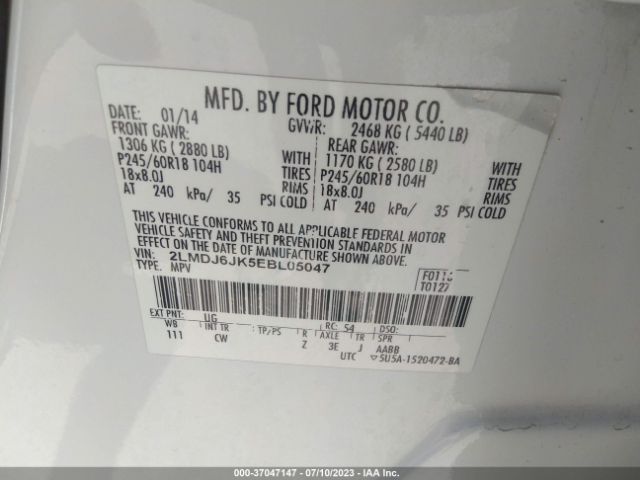 MFD. BY FORD MOTOR CO.
DATE: 01/14 GVWR: 2468 KG ( 5440 LB)
FRONT GAWR: REAR GAWR:
1306 KG ( 2880 LB) WITH 1170 KG ( 2580 LB) WITH
P245/60R18 104H TIRES P245/60R18 104H TIRES
18x8.0J RIMS 18x8.0J RIMS
AT 240 kPa/ 35 PSI COLD AT 240 kPa/ 35 PSI COLD
THIS VEHICLE CONFORMS TO ALL APPLICABLE FEDERAL MOTOR
VEHICLE SAFETY AND THEFT PREVENTION STANDARDS IN
EFFECT ON THE DATE OF MANUFACTURE SHOWN ABOVE.
VIN: 2LMDJ6JK5EBL05047 F0116
TYPE: MPV T0127
EXT PNT: UG RC: 54 DSO:
WB INT TR TP/PS R AXLE TR SPR
111 CW Z 3E J AABB
UTC 5U5A-1520472-BA
000-37047147 - 07/10/2023 - IAA Inc.